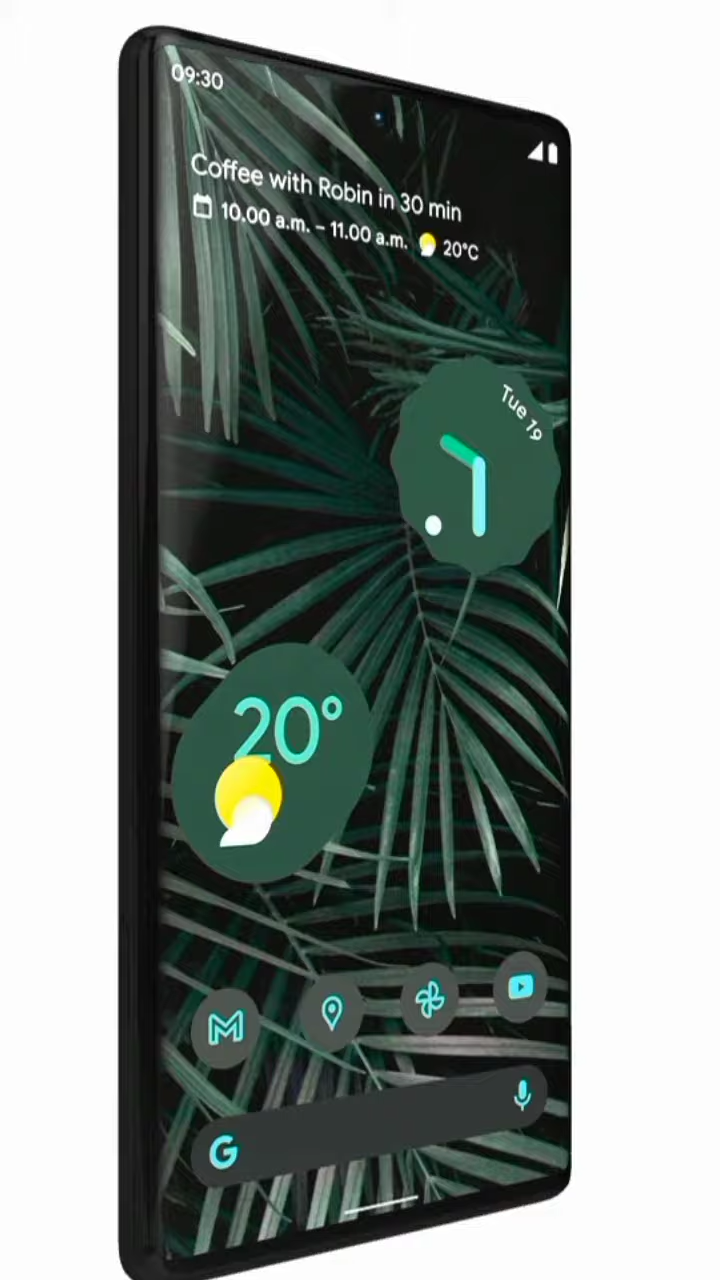 09:30
Coffee with Robin in 30 min
10.00 a.m. – 11.00 a.m. 20°C
Tue 19
20°
M
G